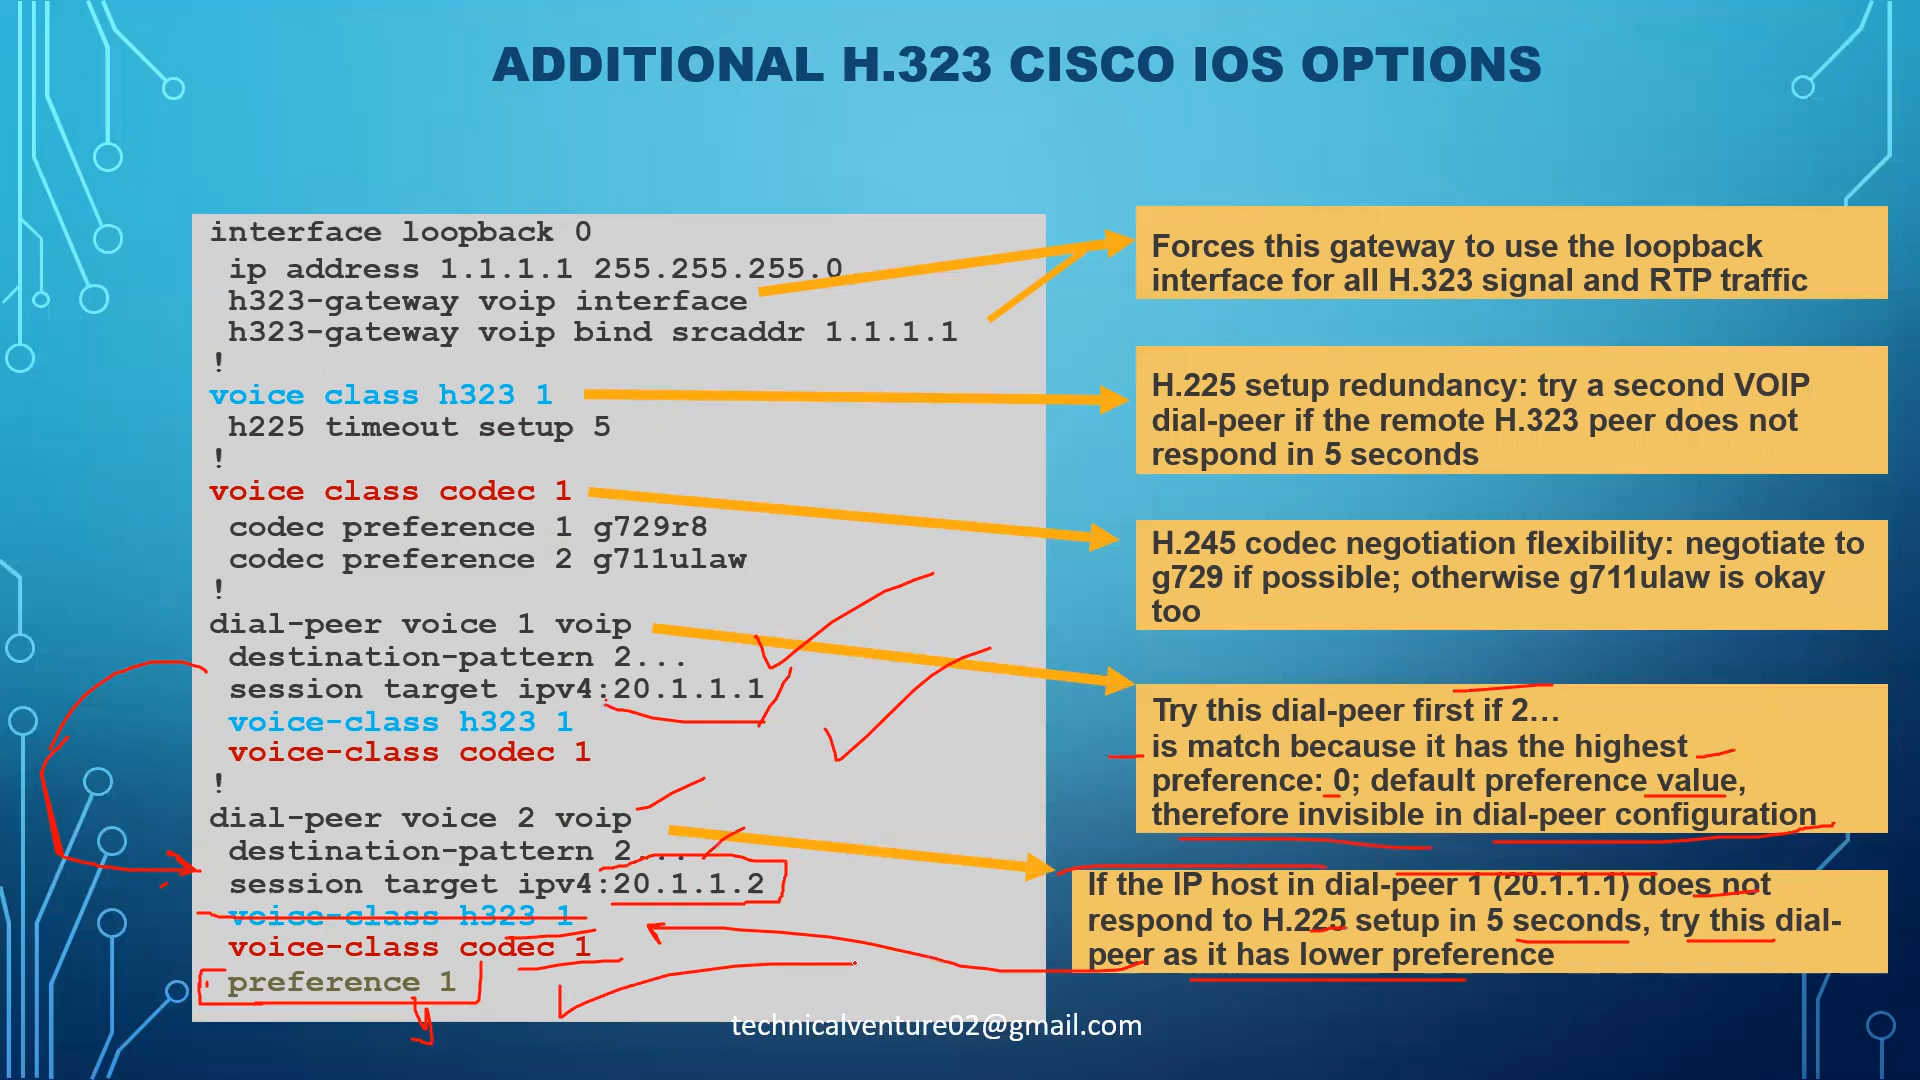 ADDITIONAL H.323 CISCO IOS OPTIONS
interface loopback 0
ip address 1.1.1.1 255.255.255.0
h323-gateway voip interface
h323-gateway voip bind srcaddr 1.1.1.1
!
voice class h323 1
h225 timeout setup 5
!
voice class codec 1
codec preference 1 g729r8
codec preference 2 g711ulaw
!
dial-peer voice 1 voip
destination-pattern 2...
session target ipv4:20.1.1.1
voice-class h323 1
voice-class codec 1
!
dial-peer voice 2 voip
destination-pattern 2...
session target ipv4:20.1.1.2
voice-class h323 1
voice-class codec 1
preference 1
Forces this gateway to use the loopback
interface for all H.323 signal and RTP traffic
H.225 setup redundancy: try a second VOIP
dial-peer if the remote H.323 peer does not
respond in 5 seconds
H.245 codec negotiation flexibility: negotiate to
g729 if possible; otherwise g711ulaw is okay
too
Try this dial-peer first if 2…
is match because it has the highest
preference: 0; default preference value,
therefore invisible in dial-peer configuration
If the IP host in dial-peer 1 (20.1.1.1) does not
respond to H.225 setup in 5 seconds, try this dial-
peer as it has lower preference
technicalventure02@gmail.com